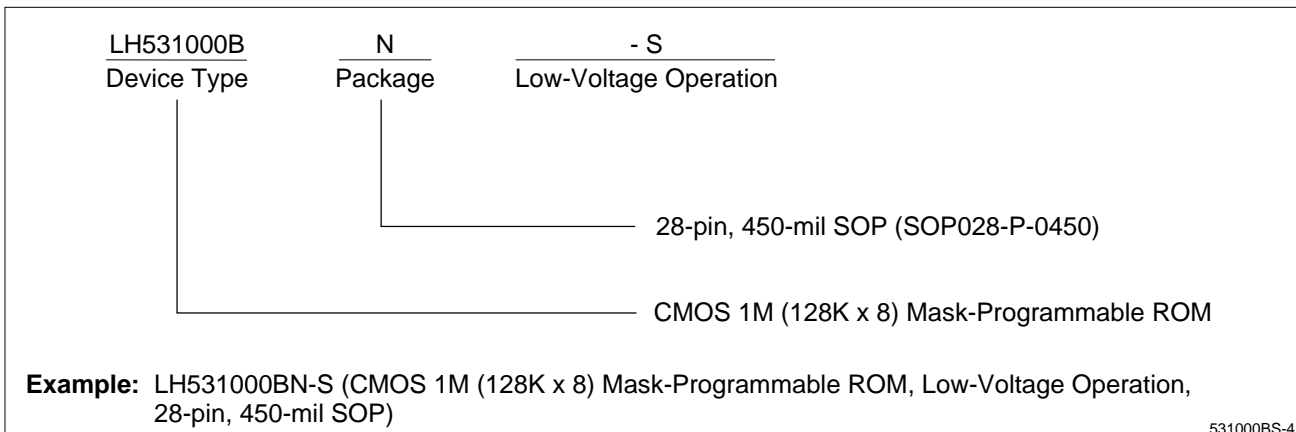 LH531000B N - S
Device Type Package Low-Voltage Operation
28-pin, 450-mil SOP (SOP028-P-0450)
CMOS 1M (128K x 8) Mask-Programmable ROM
Example: LH531000BN-S (CMOS 1M (128K x 8) Mask-Programmable ROM, Low-Voltage Operation,
28-pin, 450-mil SOP)
531000BS-4